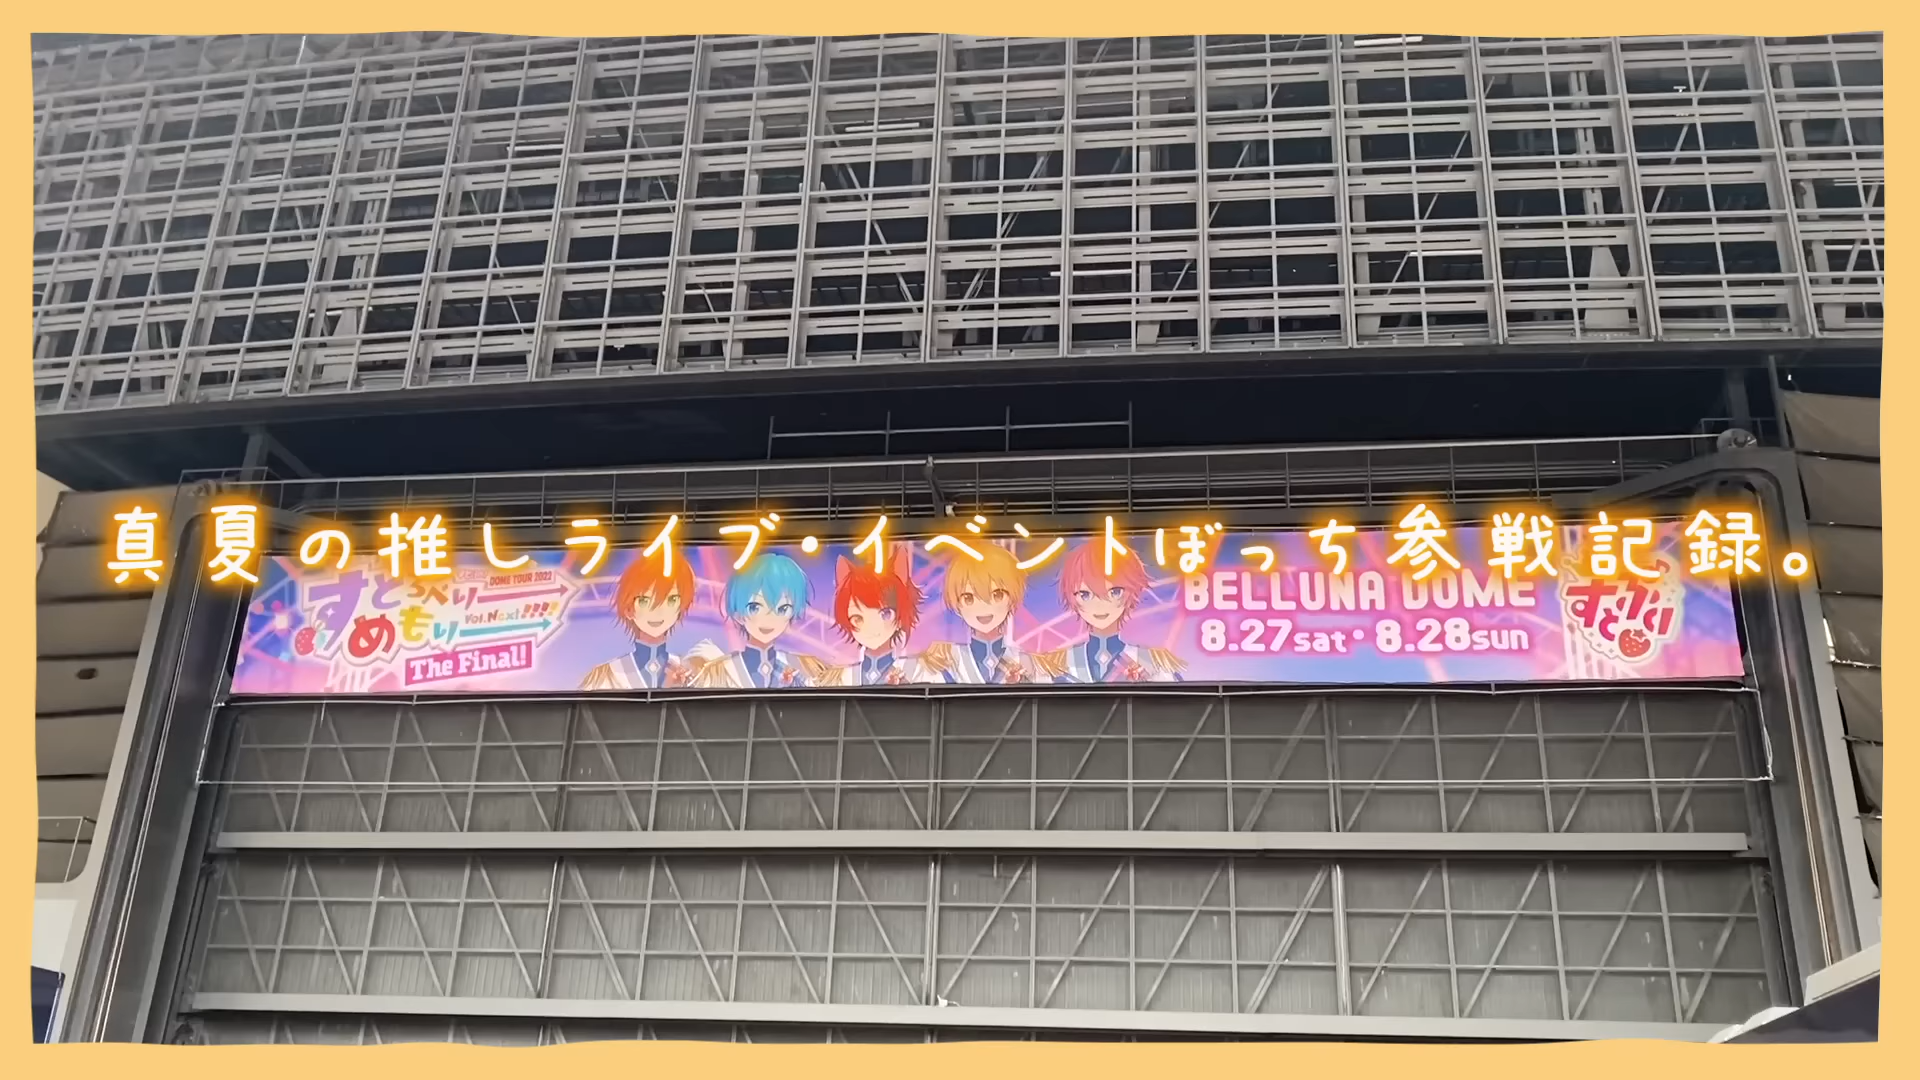 真夏の推しライブ・イベントぼっち参戦記録。
DOME TOUR 2022
すとろべりー
めもりー
Vol.Next!!!!!
The Final!
BELLUNA DOME
8.27sat・8.28sun
すとぷり